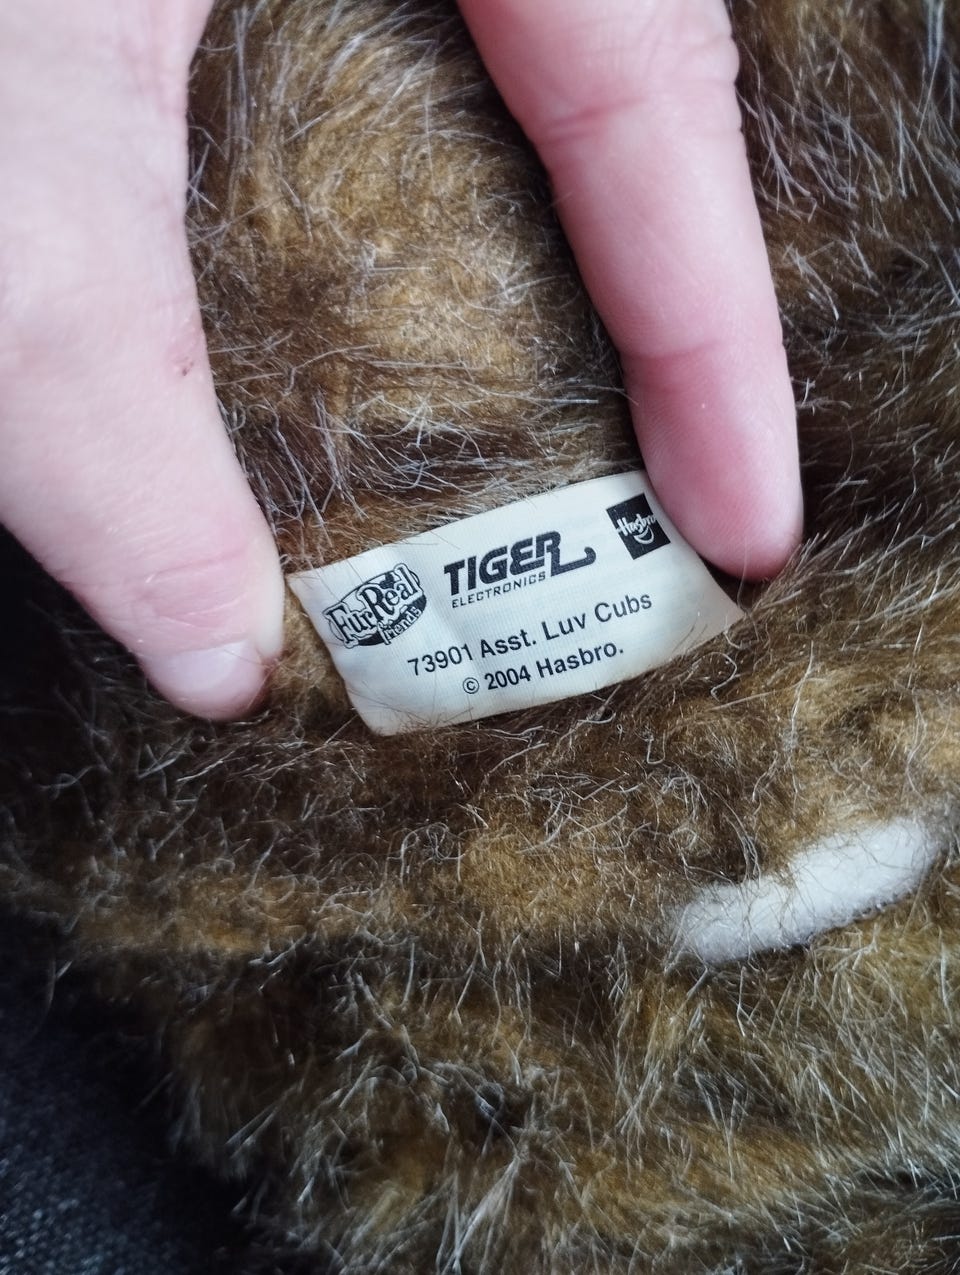 FurReal friends
TIGER
ELECTRONICS
Hasbro
73901 Asst. Luv Cubs
© 2004 Hasbro.